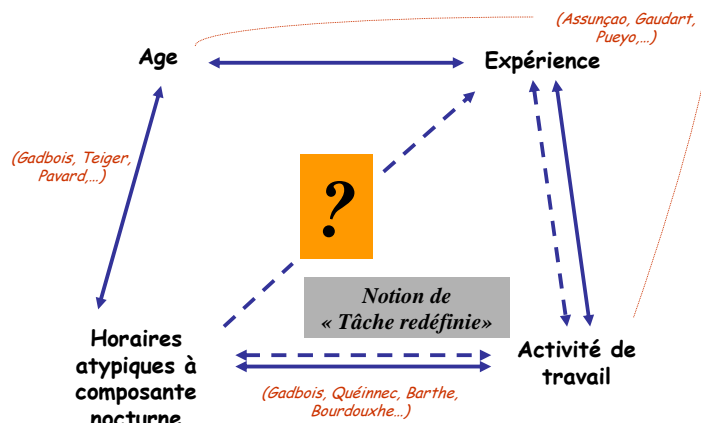 (Assunçao, Gaudart,
Pueyo,...)
Age
Expérience
(Gadbois, Teiger,
Pavard,...)
?
Notion de
« Tâche redéfinie»
Horaires
atypiques à
composante
nocturne
Activité de
travail
(Gadbois, Quéinnec, Barthe,
Bourdouxhe...)